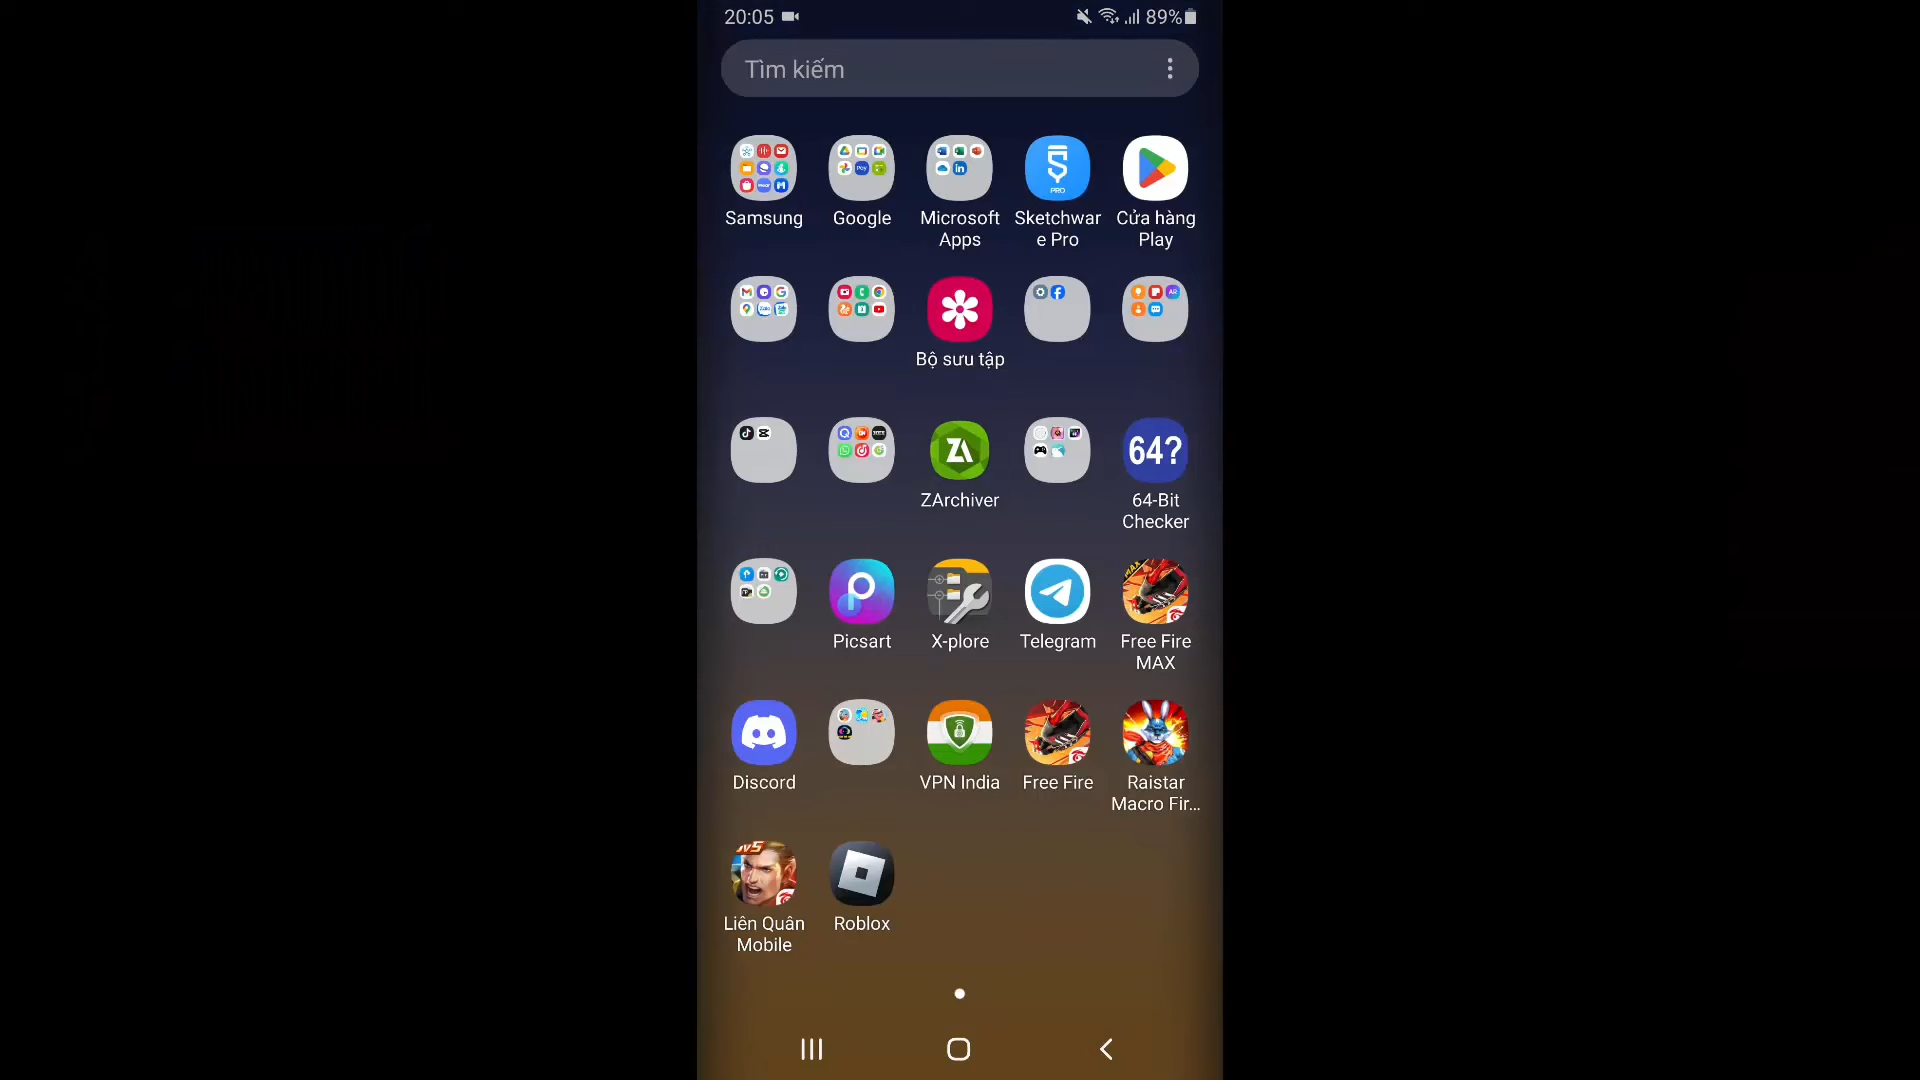 20:05
89%
Tìm kiếm
Samsung
Google
Microsoft
Apps
Sketchwar
e Pro
Cửa hàng
Play
PRO
Bộ sưu tập
ZArchiver
64?
64-Bit
Checker
Picsart
X-plore
Telegram
MAX
Free Fire
MAX
Discord
VPN India
Free Fire
Raistar
Macro Fir...
Liên Quân
Mobile
Roblox